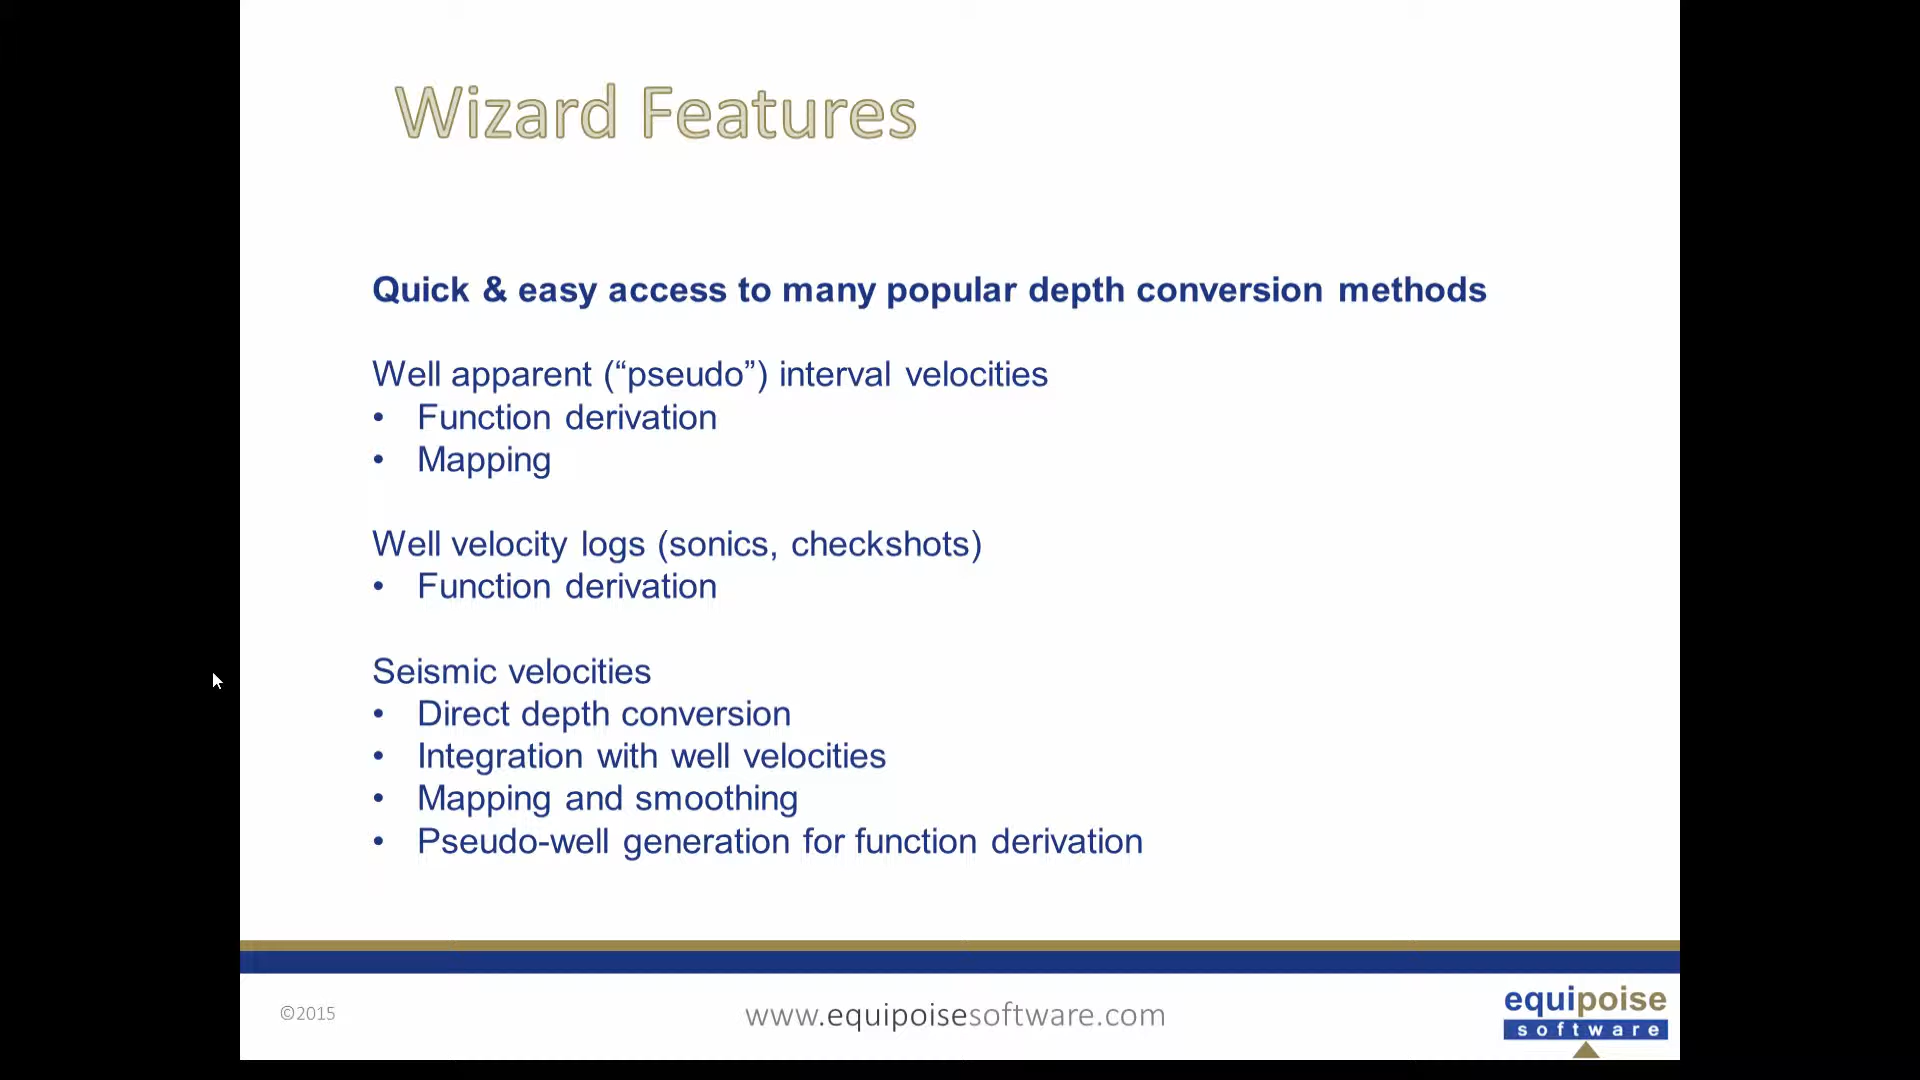 Wizard Features
Quick & easy access to many popular depth conversion methods
Well apparent (“pseudo”) interval velocities
• Function derivation
• Mapping
Well velocity logs (sonics, checkshots)
• Function derivation
Seismic velocities
• Direct depth conversion
• Integration with well velocities
• Mapping and smoothing
• Pseudo-well generation for function derivation
©2015
www.equipoisesoftware.com
equipoise
software